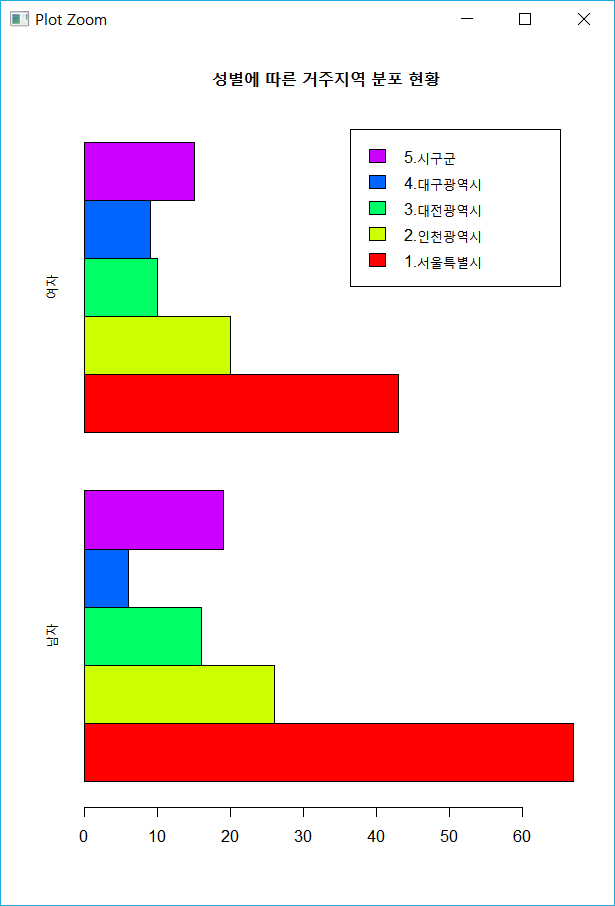 Plot Zoom
성별에 따른 거주지역 분포 현황
5.시구군
4.대구광역시
3.대전광역시
2.인천광역시
1.서울특별시
여자
남자
0 10 20 30 40 50 60